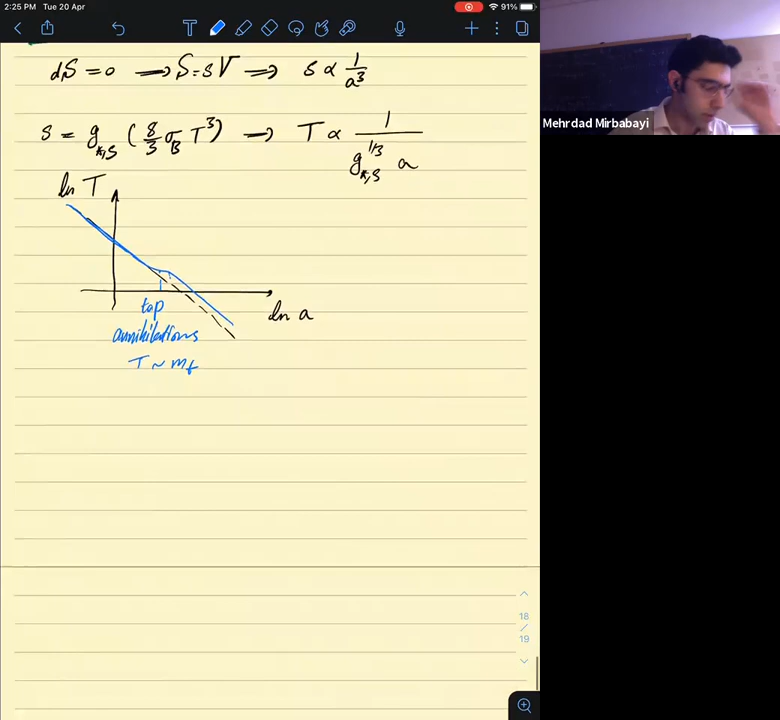 2:25 PM Tue 20 Apr 91%
dS = 0 → S = sV ⟹ s ∝ 1/a³
Mehrdad Mirbabayi
s = g*,S (8/3 σB T³) → T ∝ 1/(g*,S^1/3 a)
ln T
ln a
top
annihilations
T ~ mt
18
/
19